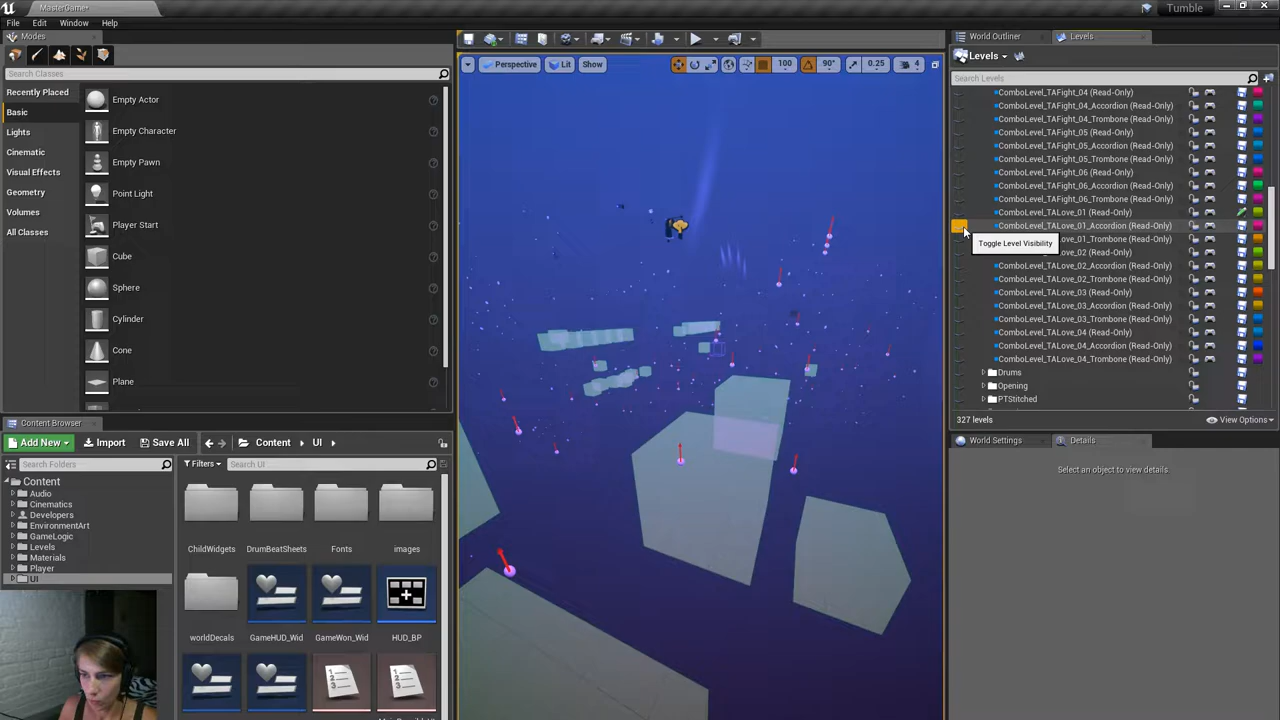 MasterGame*
Tumble
File Edit Window Help
Modes
Search Classes
Recently Placed
Basic
Lights
Cinematic
Visual Effects
Geometry
Volumes
All Classes
Empty Actor
Empty Character
Empty Pawn
Point Light
Player Start
Cube
Sphere
Cylinder
Cone
Plane
Perspective Lit Show
100 90° 0.25 4
World Outliner Levels
Levels
Search Levels
ComboLevel_TAFight_04 (Read-Only)
ComboLevel_TAFight_04_Accordion (Read-Only)
ComboLevel_TAFight_04_Trombone (Read-Only)
ComboLevel_TAFight_05 (Read-Only)
ComboLevel_TAFight_05_Accordion (Read-Only)
ComboLevel_TAFight_05_Trombone (Read-Only)
ComboLevel_TAFight_06 (Read-Only)
ComboLevel_TAFight_06_Accordion (Read-Only)
ComboLevel_TAFight_06_Trombone (Read-Only)
ComboLevel_TALove_01 (Read-Only)
ComboLevel_TALove_01_Accordion (Read-Only)
Toggle Level Visibility
ove_01_Trombone (Read-Only)
ove_02 (Read-Only)
ComboLevel_TALove_02_Accordion (Read-Only)
ComboLevel_TALove_02_Trombone (Read-Only)
ComboLevel_TALove_03 (Read-Only)
ComboLevel_TALove_03_Accordion (Read-Only)
ComboLevel_TALove_03_Trombone (Read-Only)
ComboLevel_TALove_04 (Read-Only)
ComboLevel_TALove_04_Accordion (Read-Only)
ComboLevel_TALove_04_Trombone (Read-Only)
Drums
Opening
PTStitched
327 levels View Options
World Settings Details
Select an object to view details.
Content Browser
Add New Import Save All Content UI
Search Folders
Filters Search UI
Content
Audio
Cinematics
Developers
EnvironmentArt
GameLogic
Levels
Materials
Player
UI
ChildWidgets DrumBeatSheets Fonts images
worldDecals GameHUD_Wid GameWon_Wid HUD_BP